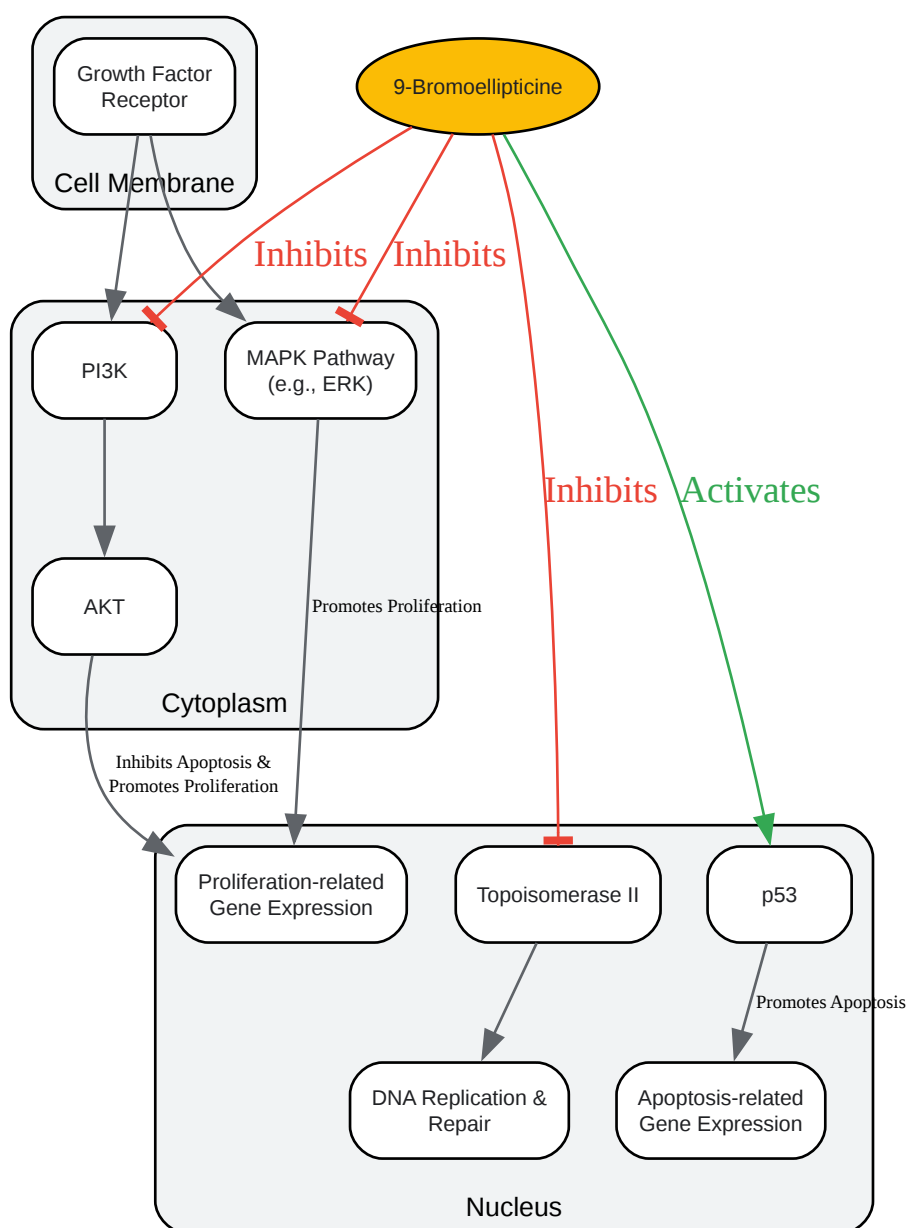 Growth Factor
Receptor
9-Bromoellipticine
Cell Membrane
Inhibits
Inhibits
PI3K
MAPK Pathway
(e.g., ERK)
Inhibits
Activates
AKT
Promotes Proliferation
Cytoplasm
Inhibits Apoptosis &
Promotes Proliferation
Proliferation-related
Gene Expression
Topoisomerase II
p53
Promotes Apoptosis
DNA Replication &
Repair
Apoptosis-related
Gene Expression
Nucleus